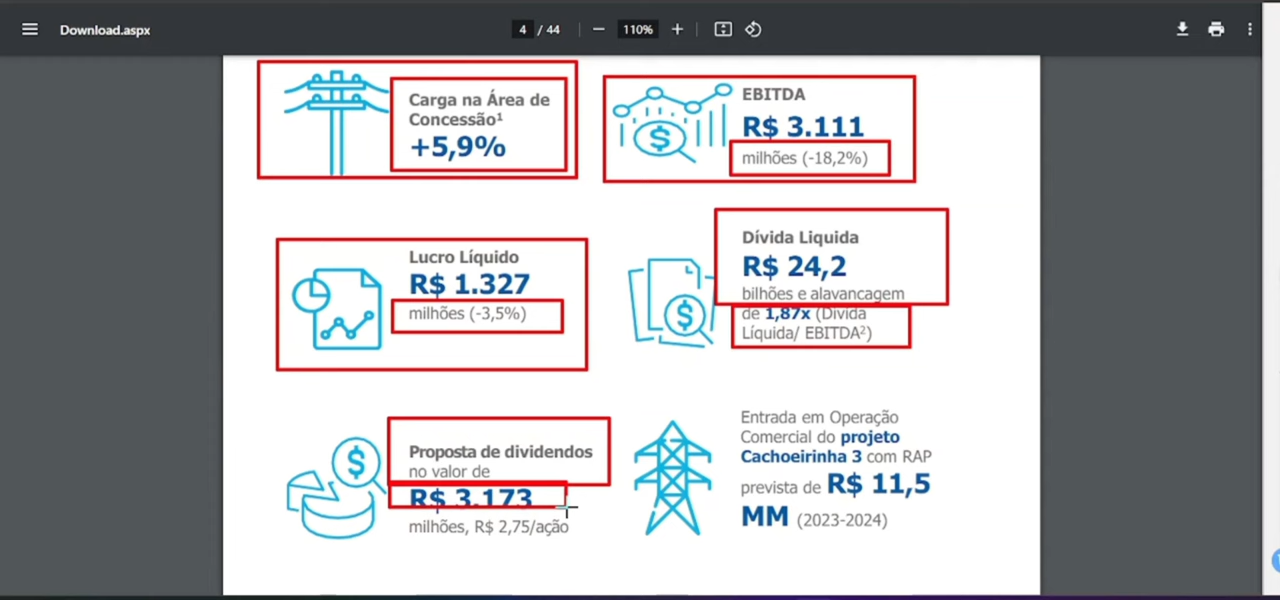 Download.aspx
4 / 44
110%
Carga na Área de
Concessão¹
+5,9%
EBITDA
R$ 3.111
milhões (-18,2%)
Lucro Líquido
R$ 1.327
milhões (-3,5%)
Dívida Liquida
R$ 24,2
bilhões e alavancagem
de 1,87x (Dívida
Líquida/ EBITDA²)
Proposta de dividendos
no valor de
R$ 3.173
milhões, R$ 2,75/ação
Entrada em Operação
Comercial do projeto
Cachoeirinha 3 com RAP
prevista de R$ 11,5
MM (2023-2024)